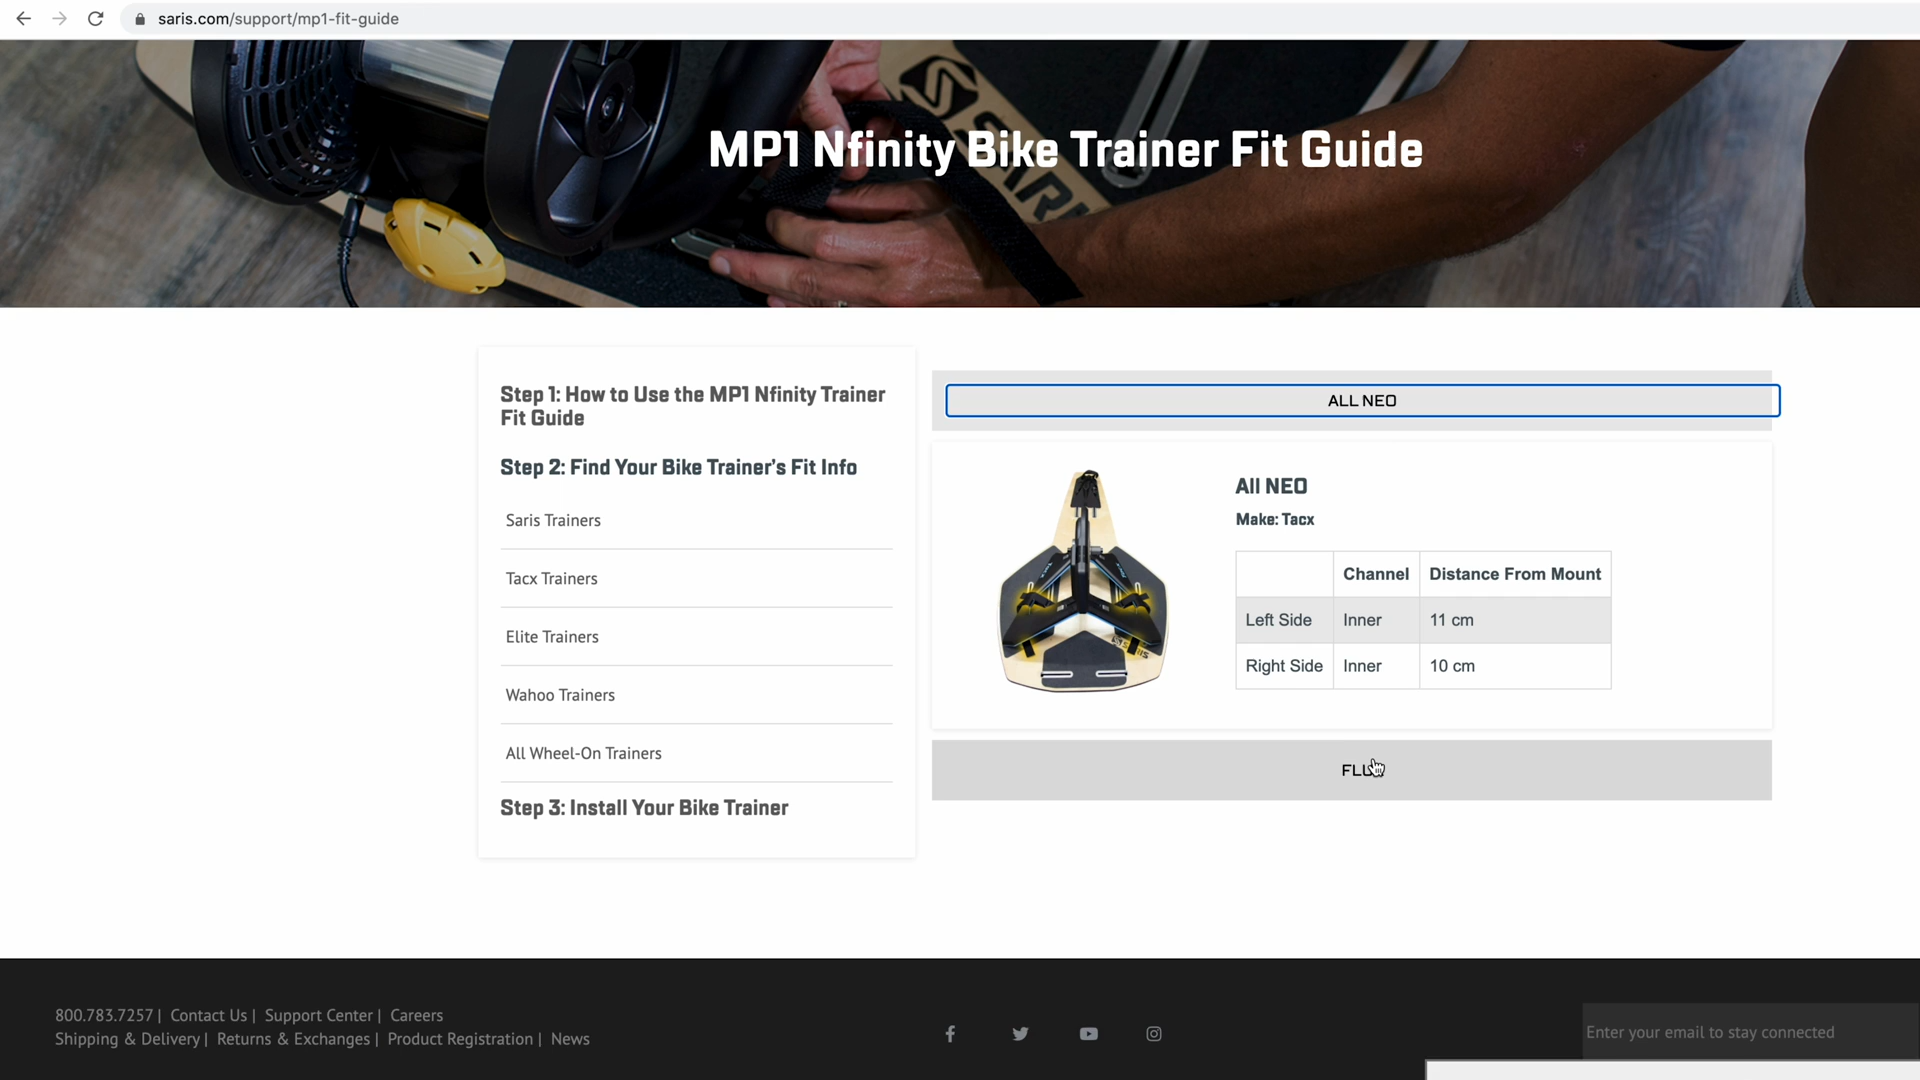 saris.com/support/mp1-fit-guide
MP1 Nfinity Bike Trainer Fit Guide
Step 1: How to Use the MP1 Nfinity Trainer
Fit Guide
Step 2: Find Your Bike Trainer's Fit Info
Saris Trainers
Tacx Trainers
Elite Trainers
Wahoo Trainers
All Wheel-On Trainers
Step 3: Install Your Bike Trainer
ALL NEO
All NEO
Make: Tacx
Channel Distance From Mount
Left Side Inner 11 cm
Right Side Inner 10 cm
800.783.7257 | Contact Us | Support Center | Careers
Shipping & Delivery | Returns & Exchanges | Product Registration | News
Enter your email to stay connected